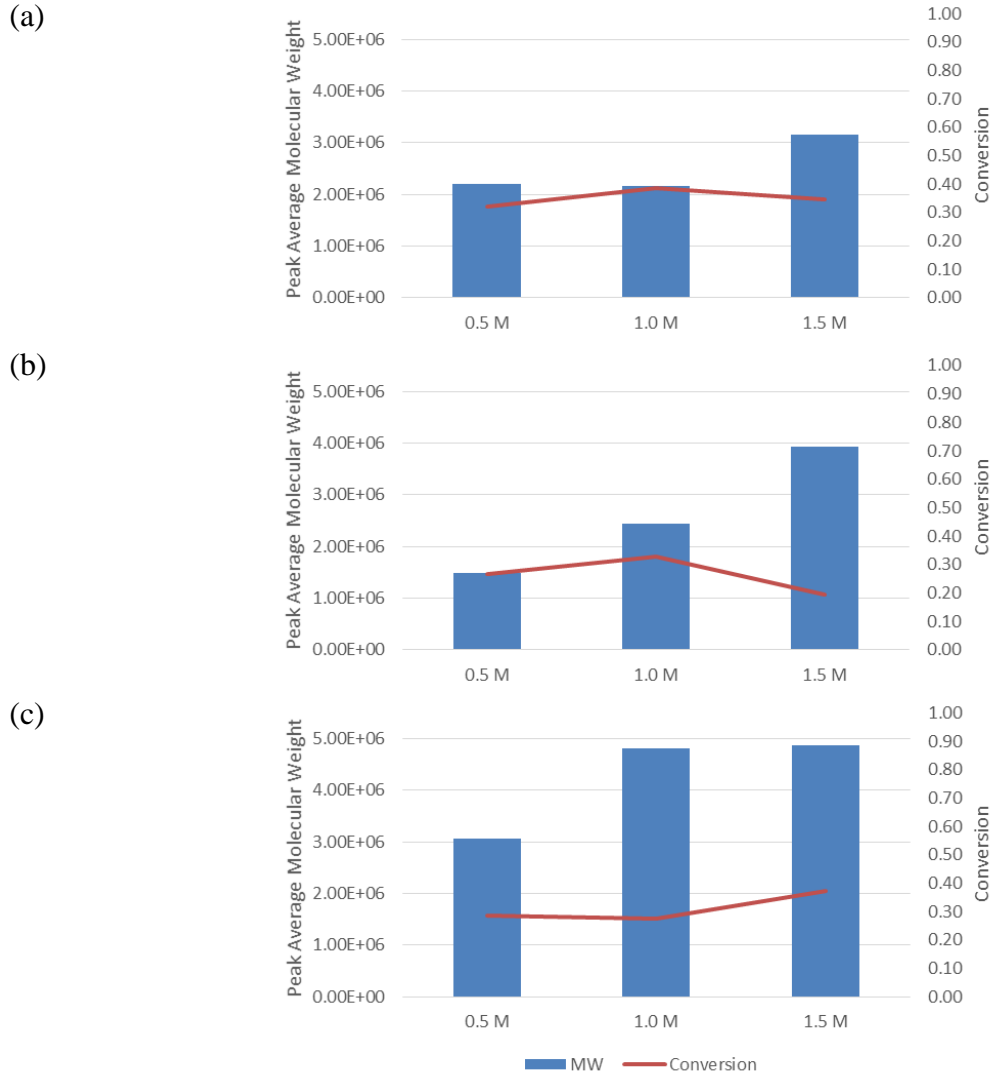 (a)
Peak Average Molecular Weight
5.00E+06
4.00E+06
3.00E+06
2.00E+06
1.00E+06
0.00E+00
0.5 M
1.0 M
1.5 M
1.00
0.90
0.80
0.70
0.60
0.50
0.40
0.30
0.20
0.10
0.00
Conversion
(b)
Peak Average Molecular Weight
5.00E+06
4.00E+06
3.00E+06
2.00E+06
1.00E+06
0.00E+00
0.5 M
1.0 M
1.5 M
1.00
0.90
0.80
0.70
0.60
0.50
0.40
0.30
0.20
0.10
0.00
Conversion
(c)
Peak Average Molecular Weight
5.00E+06
4.00E+06
3.00E+06
2.00E+06
1.00E+06
0.00E+00
0.5 M
1.0 M
1.5 M
1.00
0.90
0.80
0.70
0.60
0.50
0.40
0.30
0.20
0.10
0.00
Conversion
MW
Conversion